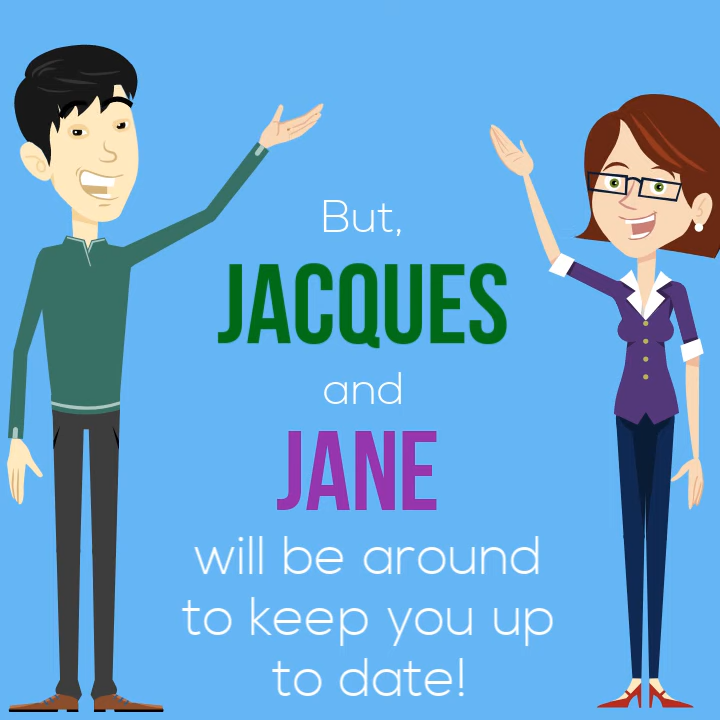 But,
JACQUES
and
JANE
will be around
to keep you up
to date!